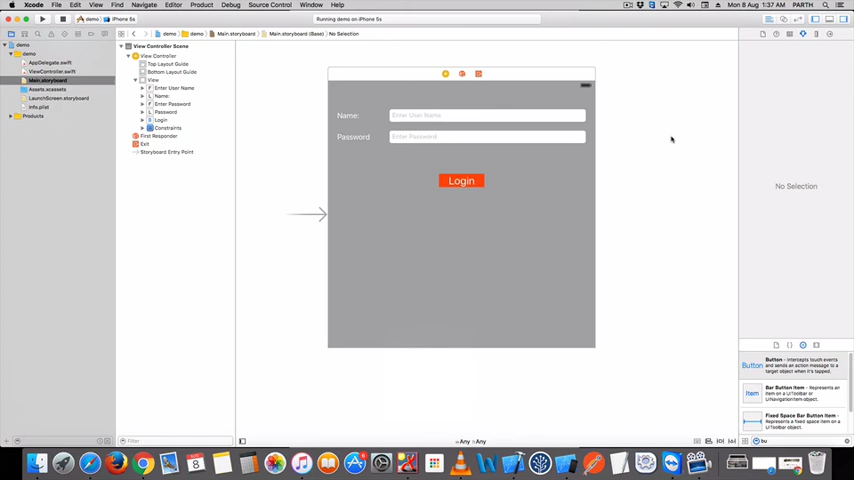 Xcode File Edit View Find Navigate Editor Product Debug Source Control Window Help
Mon 8 Aug 1:37 AM PARTH
demo iPhone 5s
Running demo on iPhone 5s
demo demo Main.storyboard Main.storyboard (Base) No Selection
demo
demo
AppDelegate.swift
ViewController.swift
Main.storyboard
Assets.xcassets
LaunchScreen.storyboard
Info.plist
Products
View Controller Scene
View Controller
Top Layout Guide
Bottom Layout Guide
View
F Enter User Name
L Name:
F Enter Password
L Password
B Login
Constraints
First Responder
Exit
Storyboard Entry Point
Name: Enter User Name
Password Enter Password
Login
No Selection
Button
Button - Intercepts touch events
and sends an action message to a
target object when it's tapped.
Item
Bar Button Item - Represents an
item on a UIToolbar or
UINavigationItem object.
Fixed Space Bar Button Item -
Represents a fixed space item on a
UIToolbar object.
Filter
wAny hAny
bu
AUG
8